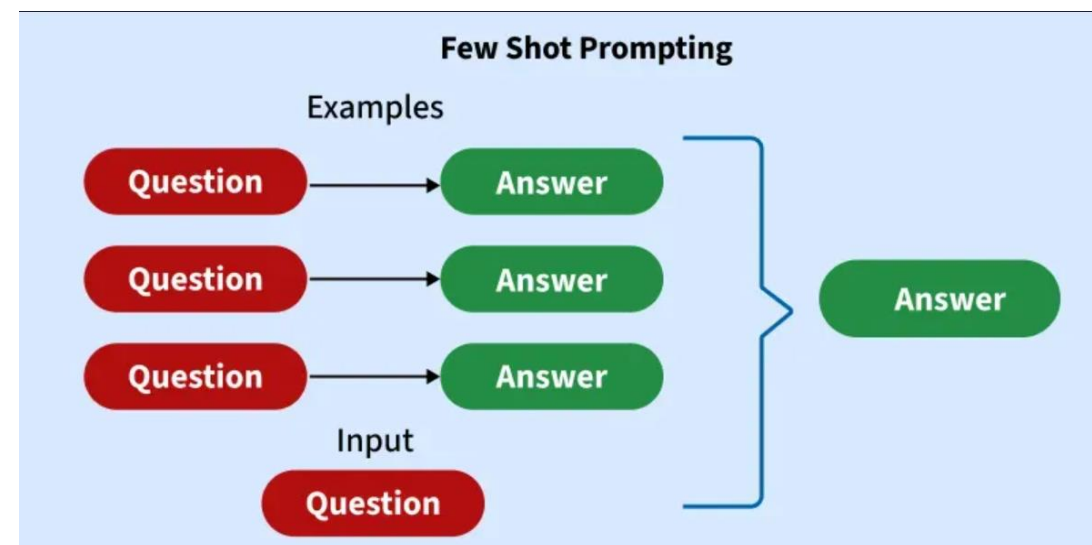 Few Shot Prompting
Examples
Question Answer
Question Answer
Answer
Question Answer
Input
Question